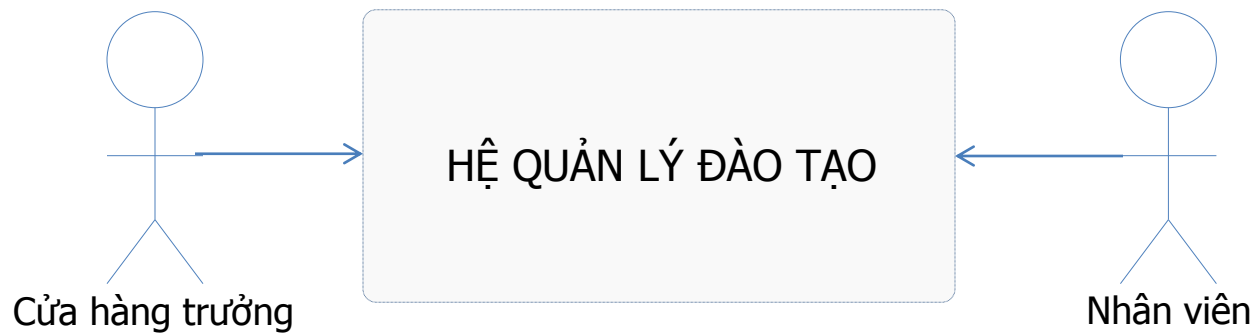 HỆ QUẢN LÝ ĐÀO TẠO
Cửa hàng trưởng
Nhân viên